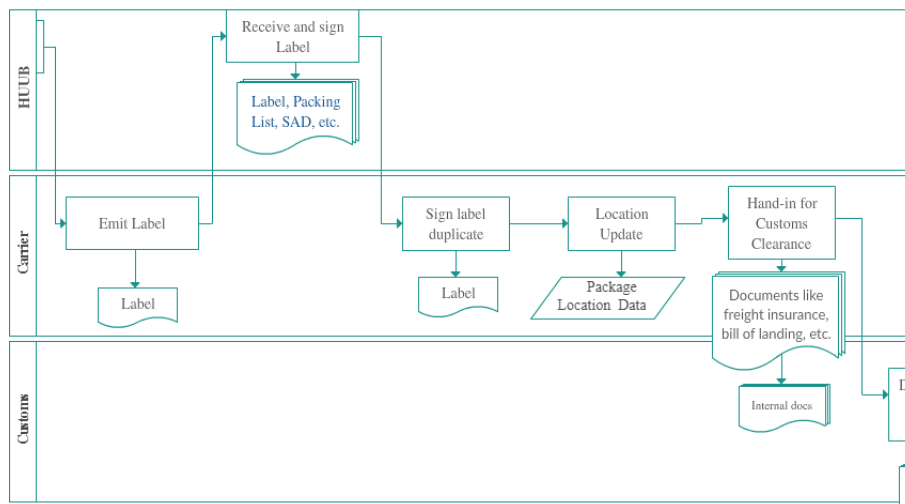 HUUB
Receive and sign
Label
Label, Packing
List, SAD, etc.
Carrier
Emit Label
Label
Sign label
duplicate
Label
Location
Update
Package
Location Data
Hand-in for
Customs
Clearance
Documents like
freight insurance,
bill of landing, etc.
Customs
Internal docs
D